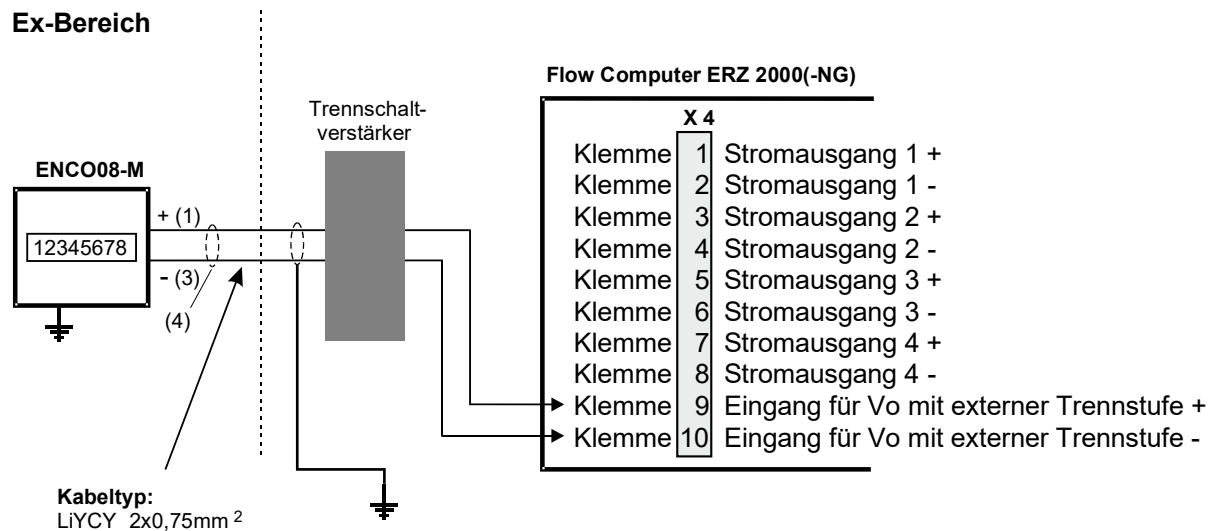 Ex-Bereich
Flow Computer ERZ 2000(-NG)
Trennschalt-
verstärker
X 4
ENCO08-M
12345678
+ (1)
- (3)
(4)
Klemme 1 Stromausgang 1 +
Klemme 2 Stromausgang 1 -
Klemme 3 Stromausgang 2 +
Klemme 4 Stromausgang 2 -
Klemme 5 Stromausgang 3 +
Klemme 6 Stromausgang 3 -
Klemme 7 Stromausgang 4 +
Klemme 8 Stromausgang 4 -
Klemme 9 Eingang für Vo mit externer Trennstufe +
Klemme 10 Eingang für Vo mit externer Trennstufe -
Kabeltyp:
LiYCY 2x0,75mm ²